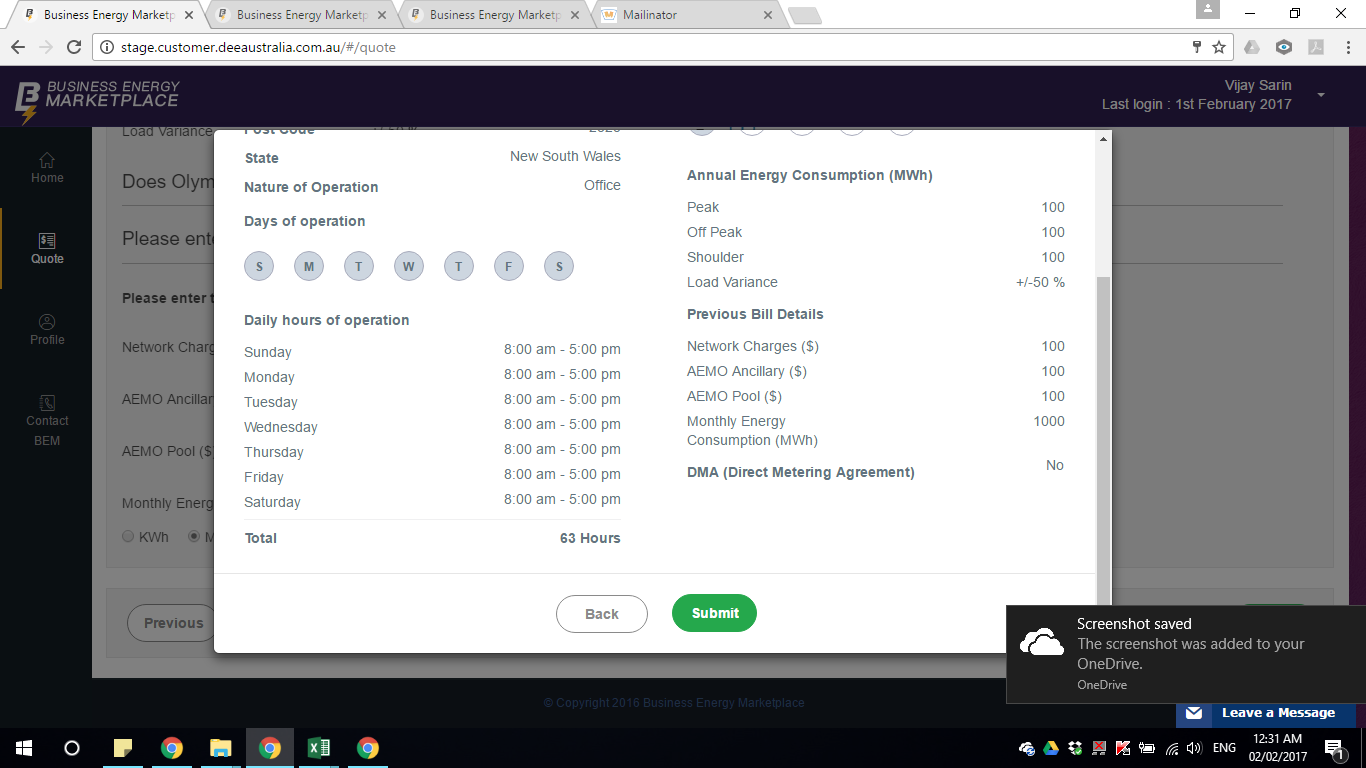 Business Energy Marketp
Business Energy Marketp
Business Energy Marketp
Mailinator
stage.customer.deeaustralia.com.au/#/quote
BUSINESS ENERGY
MARKETPLACE
Vijay Sarin
Last login : 1st February 2017
Home
Quote
Profile
Contact
BEM
Load Variance
Does Olym
Please ente
Please enter t
Network Charg
AEMO Ancillar
AEMO Pool ($
Monthly Energ
KWh
M
Previous
Post Code
State New South Wales
Nature of Operation Office
Days of operation
S M T W T F S
Daily hours of operation
Sunday 8:00 am - 5:00 pm
Monday 8:00 am - 5:00 pm
Tuesday 8:00 am - 5:00 pm
Wednesday 8:00 am - 5:00 pm
Thursday 8:00 am - 5:00 pm
Friday 8:00 am - 5:00 pm
Saturday 8:00 am - 5:00 pm
Total 63 Hours
Annual Energy Consumption (MWh)
Peak 100
Off Peak 100
Shoulder 100
Load Variance +/-50 %
Previous Bill Details
Network Charges ($) 100
AEMO Ancillary ($) 100
AEMO Pool ($) 100
Monthly Energy 1000
Consumption (MWh)
DMA (Direct Metering Agreement) No
Back
Submit
Screenshot saved
The screenshot was added to your
OneDrive.
OneDrive
© Copyright 2016 Business Energy Marketplace
Leave a Message
ENG
12:31 AM
02/02/2017
1